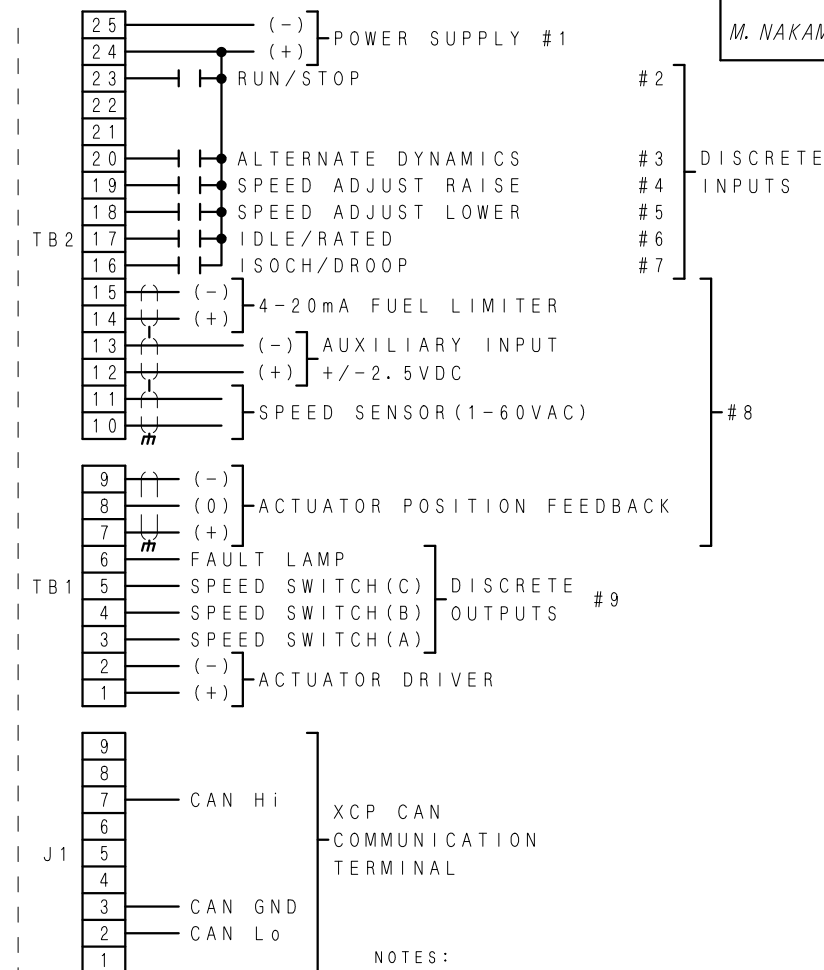 M. NAKAM
25 (-)
24 (+) POWER SUPPLY #1
23 RUN/STOP #2
22
21
20 ALTERNATE DYNAMICS #3 DISCRETE
19 SPEED ADJUST RAISE #4 INPUTS
18 SPEED ADJUST LOWER #5
TB2 17 IDLE/RATED #6
16 ISOCH/DROOP #7
15 (-)
4-20mA FUEL LIMITER
14 (+)
13 (-) AUXILIARY INPUT
12 (+) +/-2.5VDC
11
SPEED SENSOR(1-60VAC) #8
10
9 (-)
8 (0) ACTUATOR POSITION FEEDBACK
7 (+)
6 FAULT LAMP
TB1 5 SPEED SWITCH(C) DISCRETE
#9
4 SPEED SWITCH(B) OUTPUTS
3 SPEED SWITCH(A)
2 (-)
ACTUATOR DRIVER
1 (+)
9
8
7 CAN Hi
XCP CAN
6
COMMUNICATION
J1 5
TERMINAL
4
3 CAN GND
2 CAN Lo
1
NOTES: